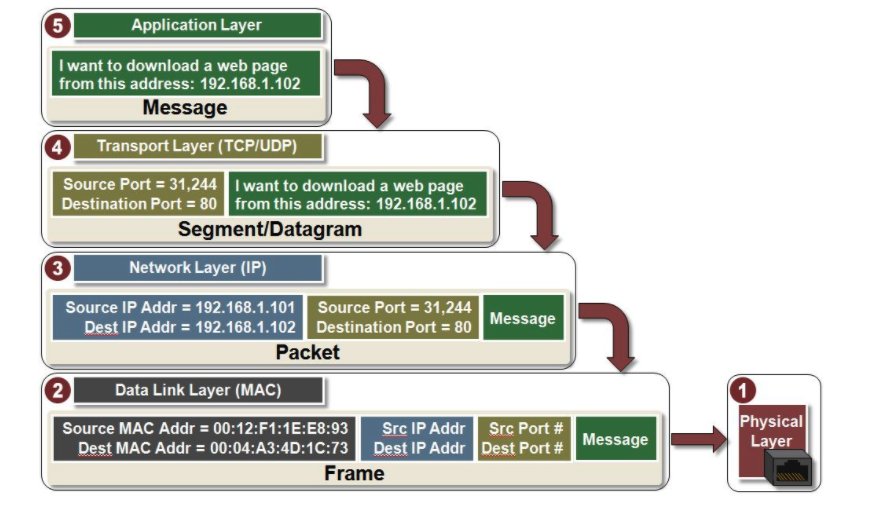 5
Application Layer
I want to download a web page
from this address: 192.168.1.102
Message
4
Transport Layer (TCP/UDP)
Source Port = 31,244
Destination Port = 80
I want to download a web page
from this address: 192.168.1.102
Segment/Datagram
3
Network Layer (IP)
Source IP Addr = 192.168.1.101
Dest IP Addr = 192.168.1.102
Source Port = 31,244
Destination Port = 80
Message
Packet
2
Data Link Layer (MAC)
Source MAC Addr = 00:12:F1:1E:E8:93
Dest MAC Addr = 00:04:A3:4D:1C:73
Src IP Addr
Dest IP Addr
Src Port #
Dest Port #
Message
Frame
1
Physical
Layer